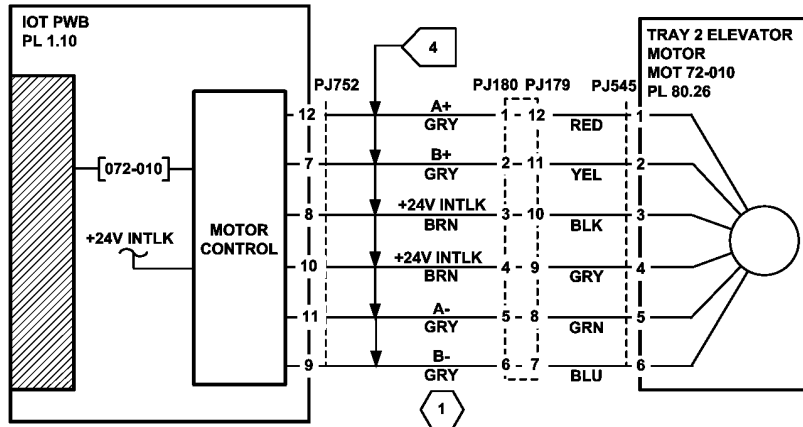 IOT PWB
PL 1.10
4
TRAY 2 ELEVATOR
MOTOR
MOT 72-010
PL 80.26
PJ752
PJ180 PJ179
PJ545
12 A+ 1 12 1
GRY RED
[072-010]
7 B+ 2 11 2
GRY YEL
8 +24V INTLK 3 10 3
BRN BLK
+24V INTLK
MOTOR
CONTROL
10 +24V INTLK 4 9 4
BRN GRY
11 A- 5 8 5
GRY GRN
9 B- 6 7 6
GRY BLU
1